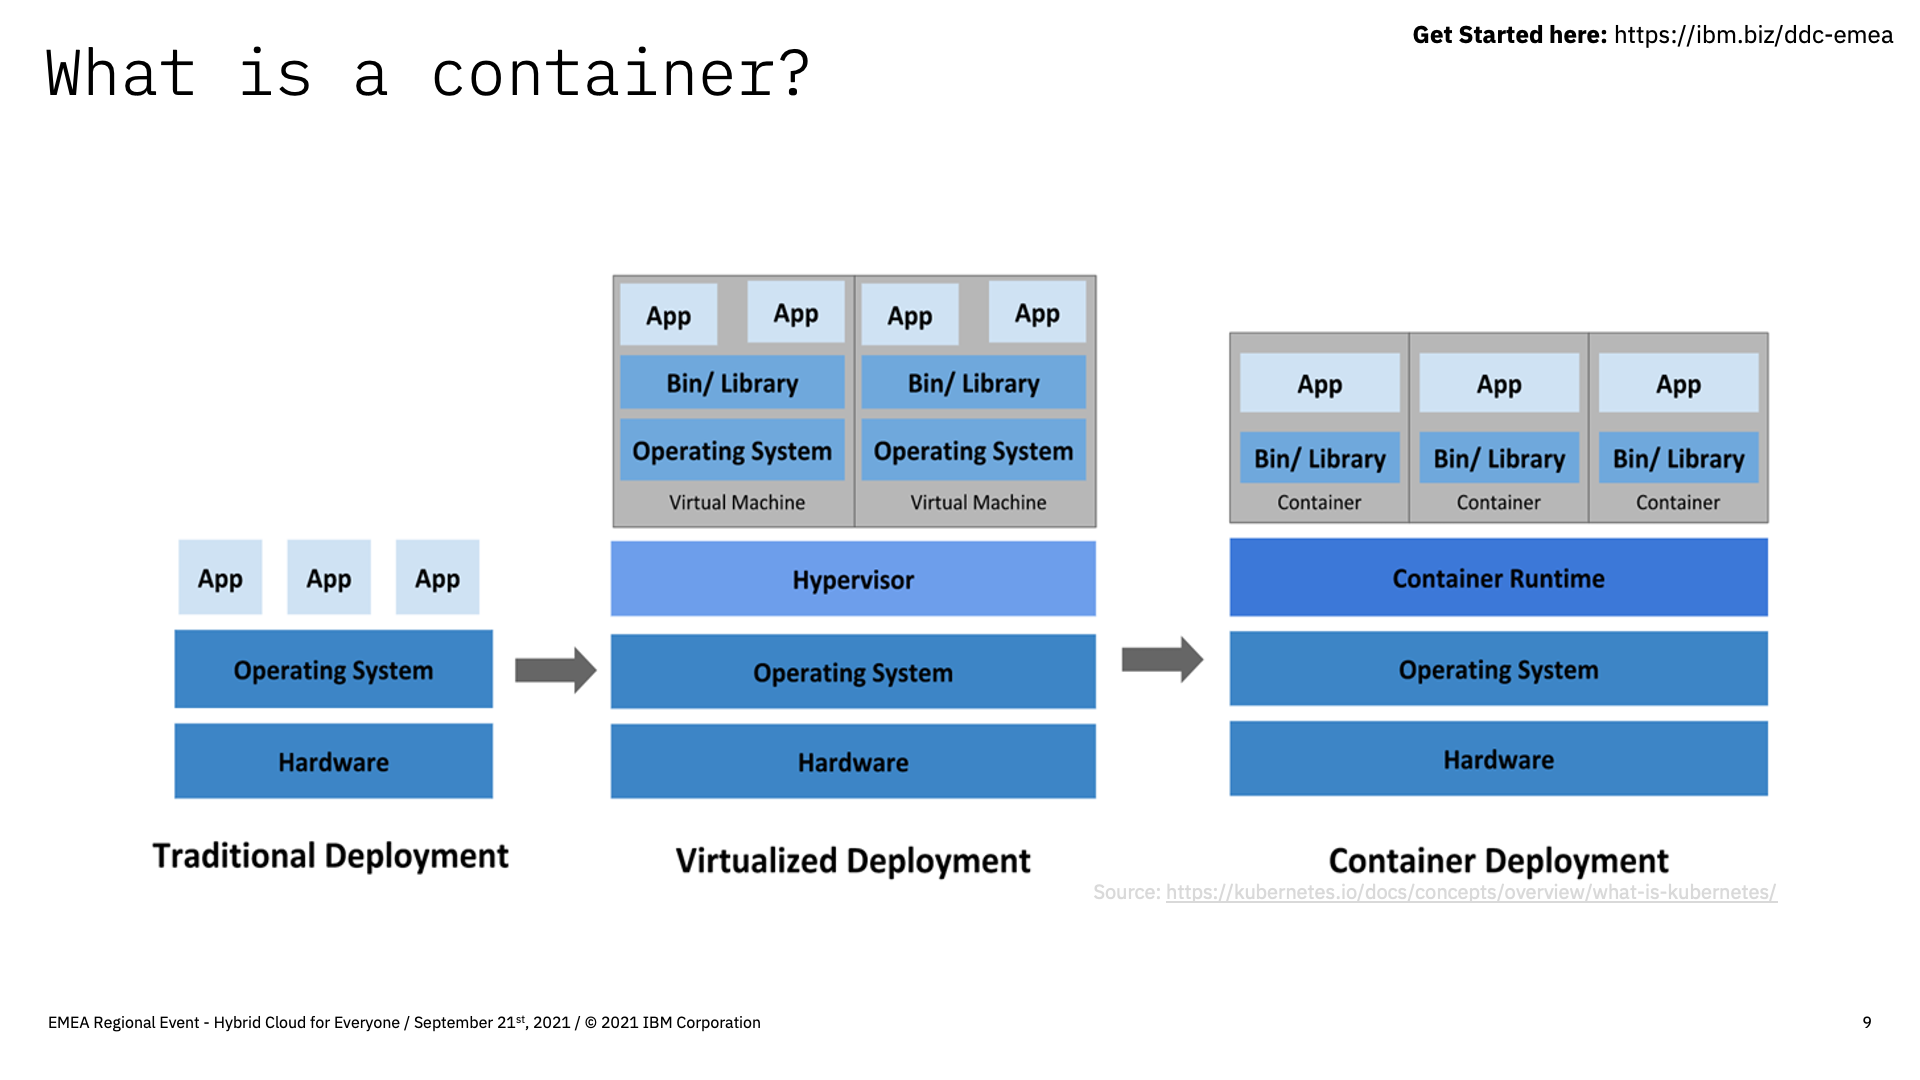 Get Started here: https://ibm.biz/ddc-emea
What is a container?
App
App
App
Operating System
Hardware
Traditional Deployment
App
App
Bin/ Library
Operating System
Virtual Machine
App
App
Bin/ Library
Operating System
Virtual Machine
Hypervisor
Operating System
Hardware
Virtualized Deployment
App
Bin/ Library
Container
App
Bin/ Library
Container
App
Bin/ Library
Container
Container Runtime
Operating System
Hardware
Container Deployment
Source: https://kubernetes.io/docs/concepts/overview/what-is-kubernetes/
EMEA Regional Event - Hybrid Cloud for Everyone / September 21st, 2021 / © 2021 IBM Corporation
9